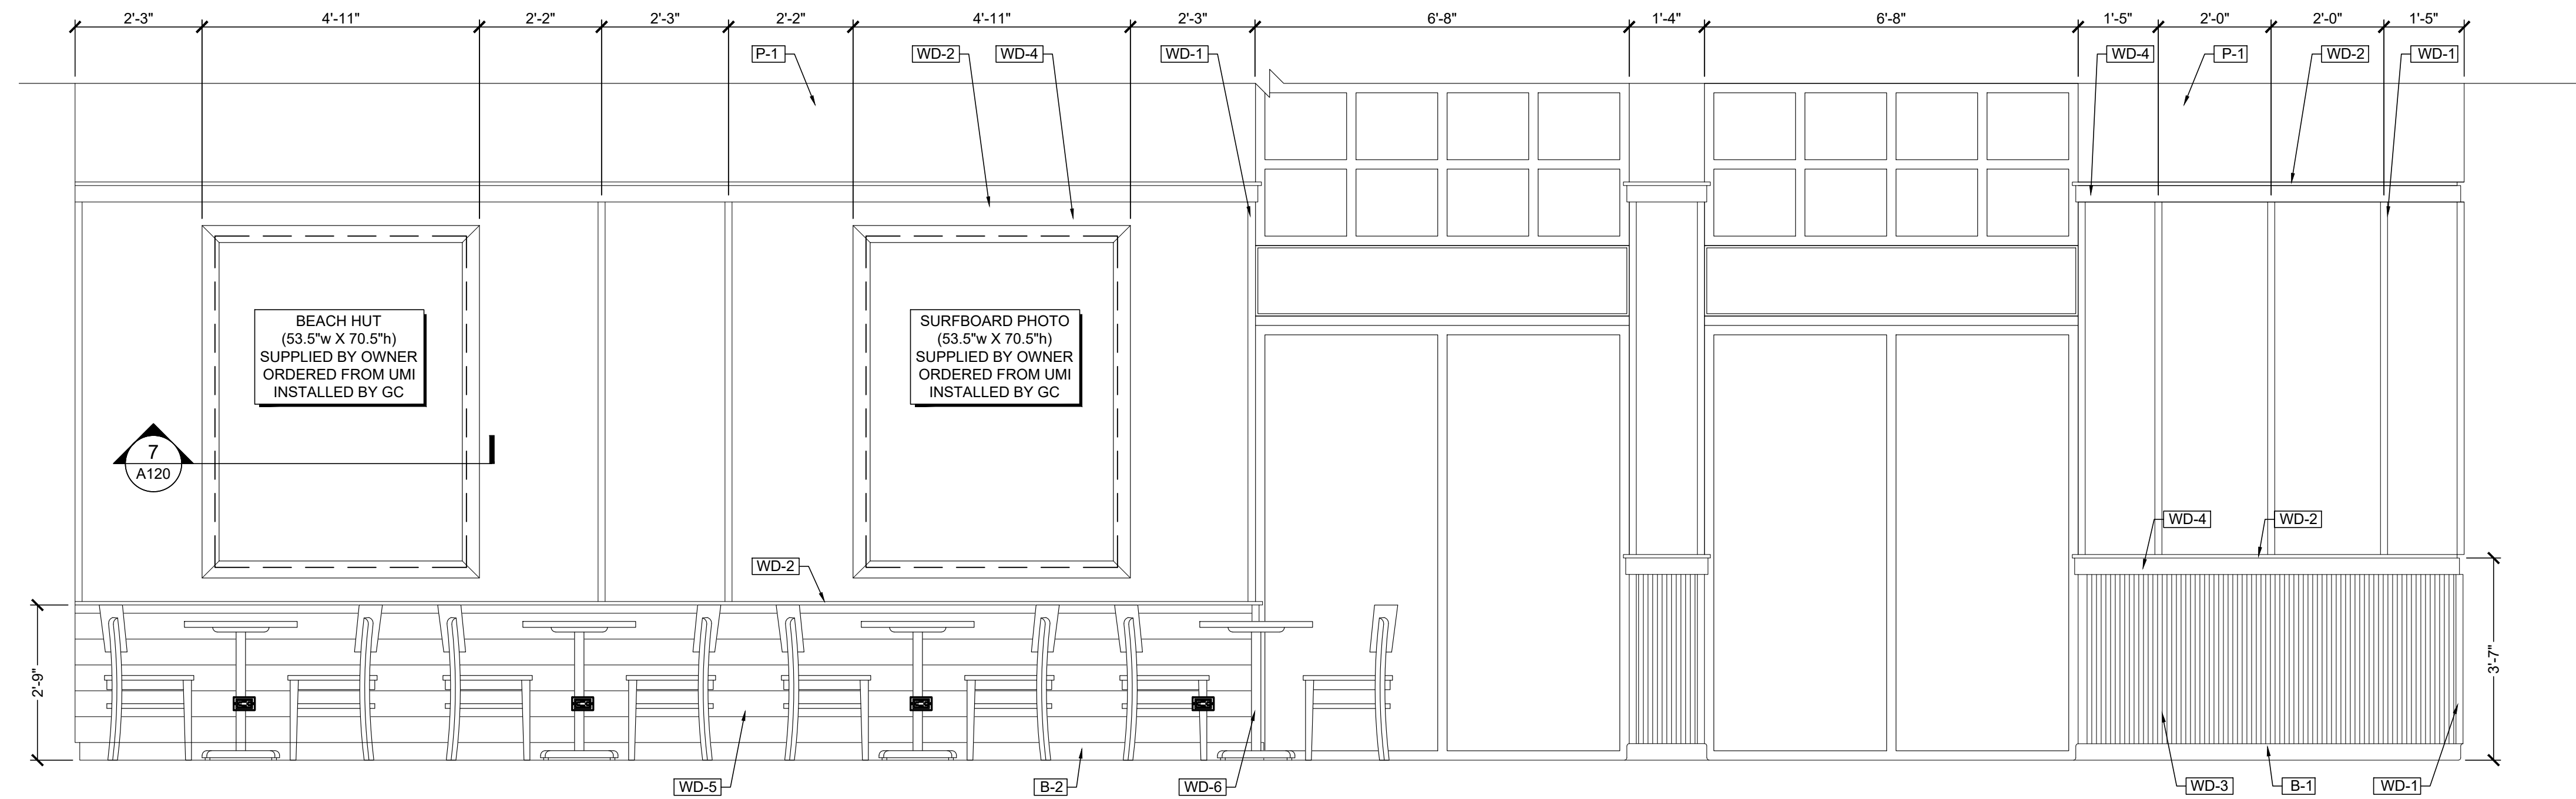 2'-3"
4'-11"
2'-2"
2'-3"
2'-2"
4'-11"
2'-3"
6'-8"
1'-4"
6'-8"
1'-5"
2'-0"
2'-0"
1'-5"
P-1
WD-2
WD-4
WD-1
WD-4
P-1
WD-2
WD-1
BEACH HUT
(53.5"w X 70.5"h)
SUPPLIED BY OWNER
ORDERED FROM UMI
INSTALLED BY GC
SURFBOARD PHOTO
(53.5"w X 70.5"h)
SUPPLIED BY OWNER
ORDERED FROM UMI
INSTALLED BY GC
7
A120
WD-4
WD-2
WD-2
2'-9"
3'-7"
WD-5
B-2
WD-6
WD-3
B-1
WD-1